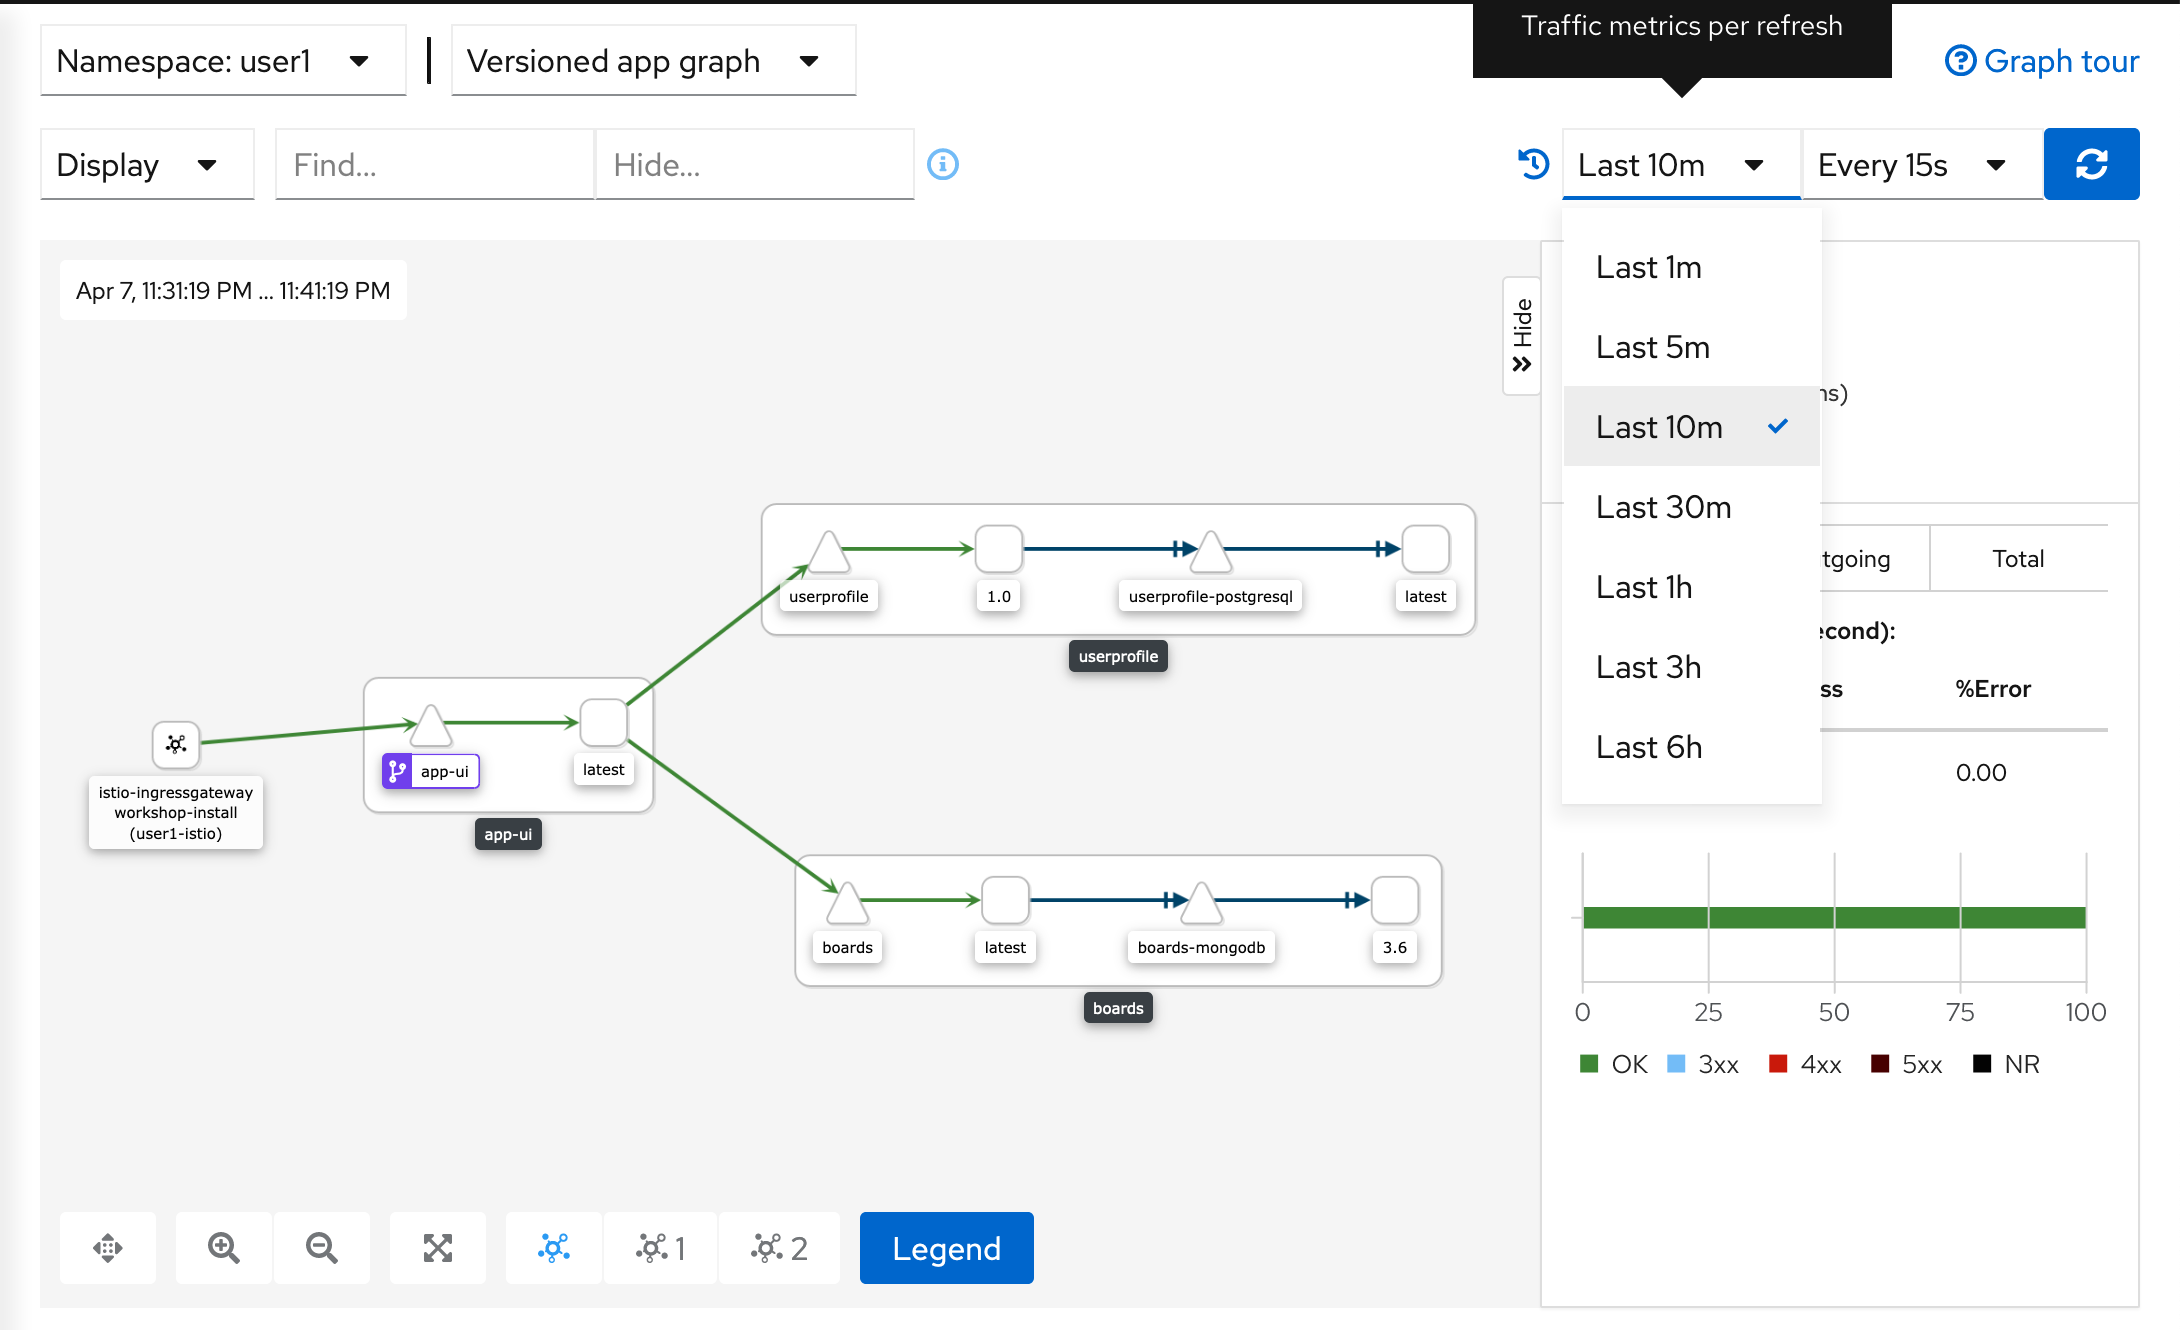 Traffic metrics per refresh
Namespace: user1
Versioned app graph
Graph tour
Display
Find...
Hide...
Last 10m
Every 15s
Apr 7, 11:31:19 PM ... 11:41:19 PM
Hide
Last 1m
Last 5m
Last 10m
Last 30m
Last 1h
Last 3h
Last 6h
ns)
tgoing
Total
econd):
ss
%Error
0.00
userprofile
1.0
userprofile-postgresql
latest
userprofile
app-ui
latest
app-ui
istio-ingressgateway
workshop-install
(user1-istio)
boards
latest
boards-mongodb
3.6
boards
0
25
50
75
100
OK
3xx
4xx
5xx
NR
1
2
Legend